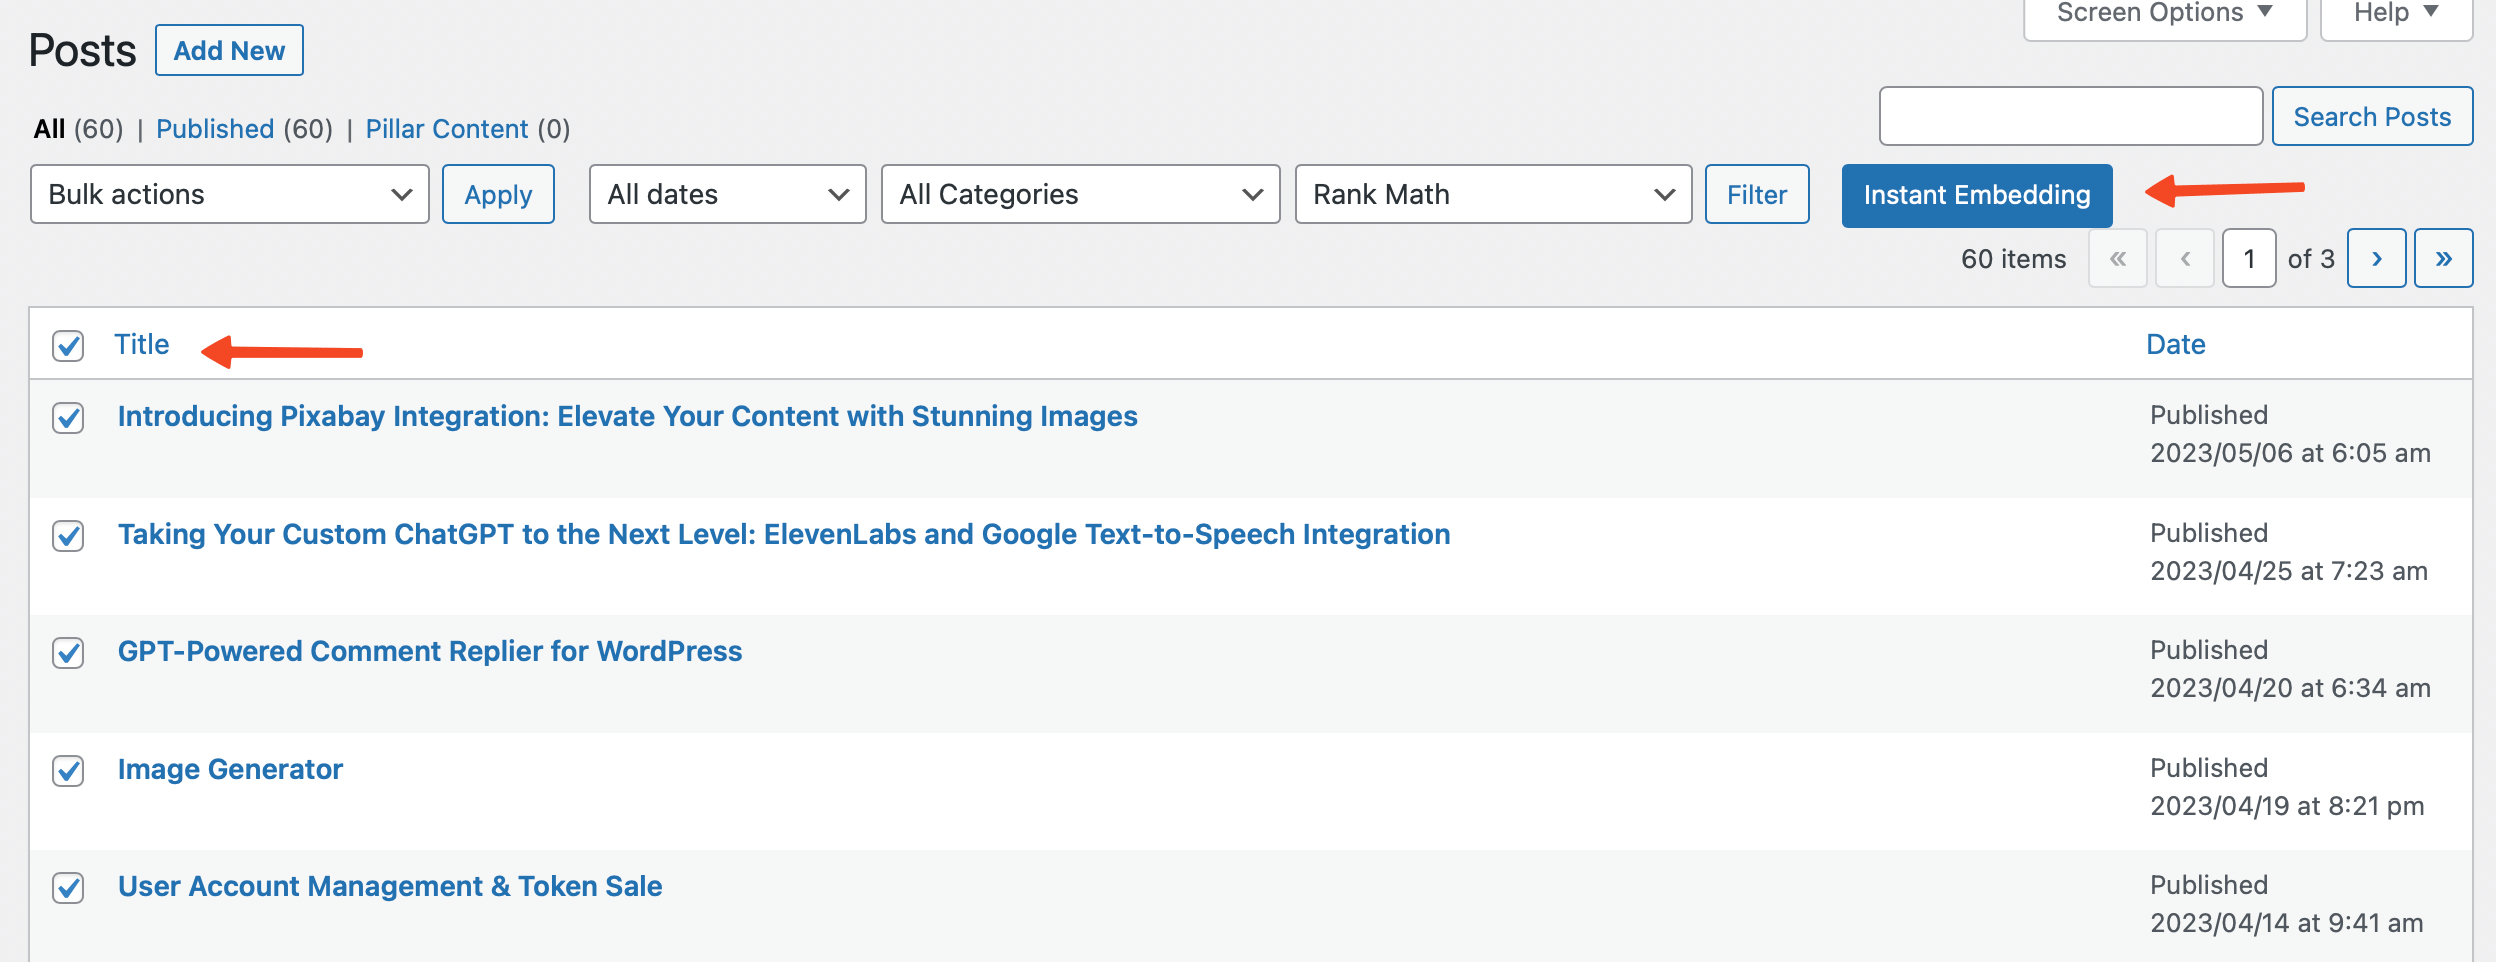 Screen Options ▼ Help ▼
Posts Add New
Search Posts
All (60) | Published (60) | Pillar Content (0)
Bulk actions Apply All dates All Categories Rank Math Filter Instant Embedding
60 items « ‹ 1 of 3 › »
Title Date
Introducing Pixabay Integration: Elevate Your Content with Stunning Images Published
2023/05/06 at 6:05 am
Taking Your Custom ChatGPT to the Next Level: ElevenLabs and Google Text-to-Speech Integration Published
2023/04/25 at 7:23 am
GPT-Powered Comment Replier for WordPress Published
2023/04/20 at 6:34 am
Image Generator Published
2023/04/19 at 8:21 pm
User Account Management & Token Sale Published
2023/04/14 at 9:41 am